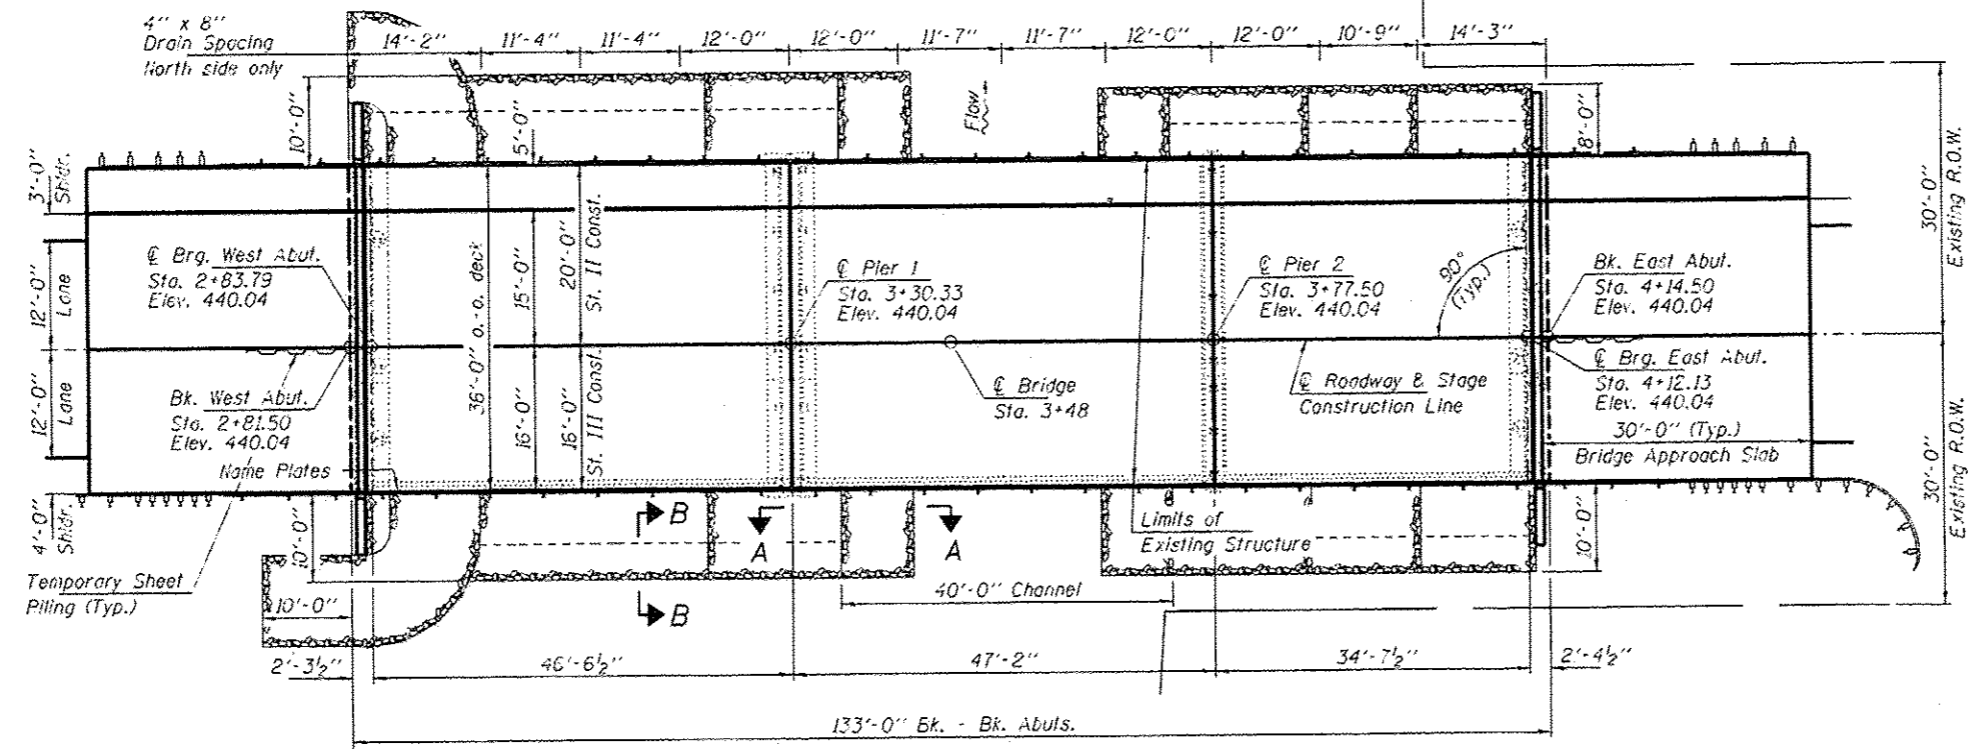 4" x 8"
Drain Spacing
North side only
14'-2"
11'-4"
11'-4"
12'-0"
12'-0"
11'-7"
11'-7"
12'-0"
12'-0"
10'-9"
14'-3"
10'-0"
5'-0"
Flow
8'-0"
3'-0"
Shldr.
12'-0"
Lane
12'-0"
Lane
4'-0"
Shldr.
℄ Brg. West Abut.
Sta. 2+83.79
Elev. 440.04
Bk. West Abut.
Sta. 2+81.50
Elev. 440.04
Name Plates
36'-0" o.-o. deck
15'-0"
16'-0"
20'-0"
16'-0"
St. II Const.
St. III Const.
℄ Pier 1
Sta. 3+30.33
Elev. 440.04
℄ Bridge
Sta. 3+48
℄ Pier 2
Sta. 3+77.50
Elev. 440.04
90°
(Typ.)
℄ Roadway & Stage
Construction Line
Bk. East Abut.
Sta. 4+14.50
Elev. 440.04
℄ Brg. East Abut.
Sta. 4+12.13
Elev. 440.04
30'-0" (Typ.)
Bridge Approach Slab
30'-0"
Existing R.O.W.
30'-0"
Existing R.O.W.
Temporary Sheet
Piling (Typ.)
10'-0"
10'-0"
B
B
A
A
Limits of
Existing Structure
40'-0" Channel
10'-0"
2'-3½"
46'-6½"
47'-2"
34'-7½"
2'-4½"
133'-0" Bk. - Bk. Abuts.